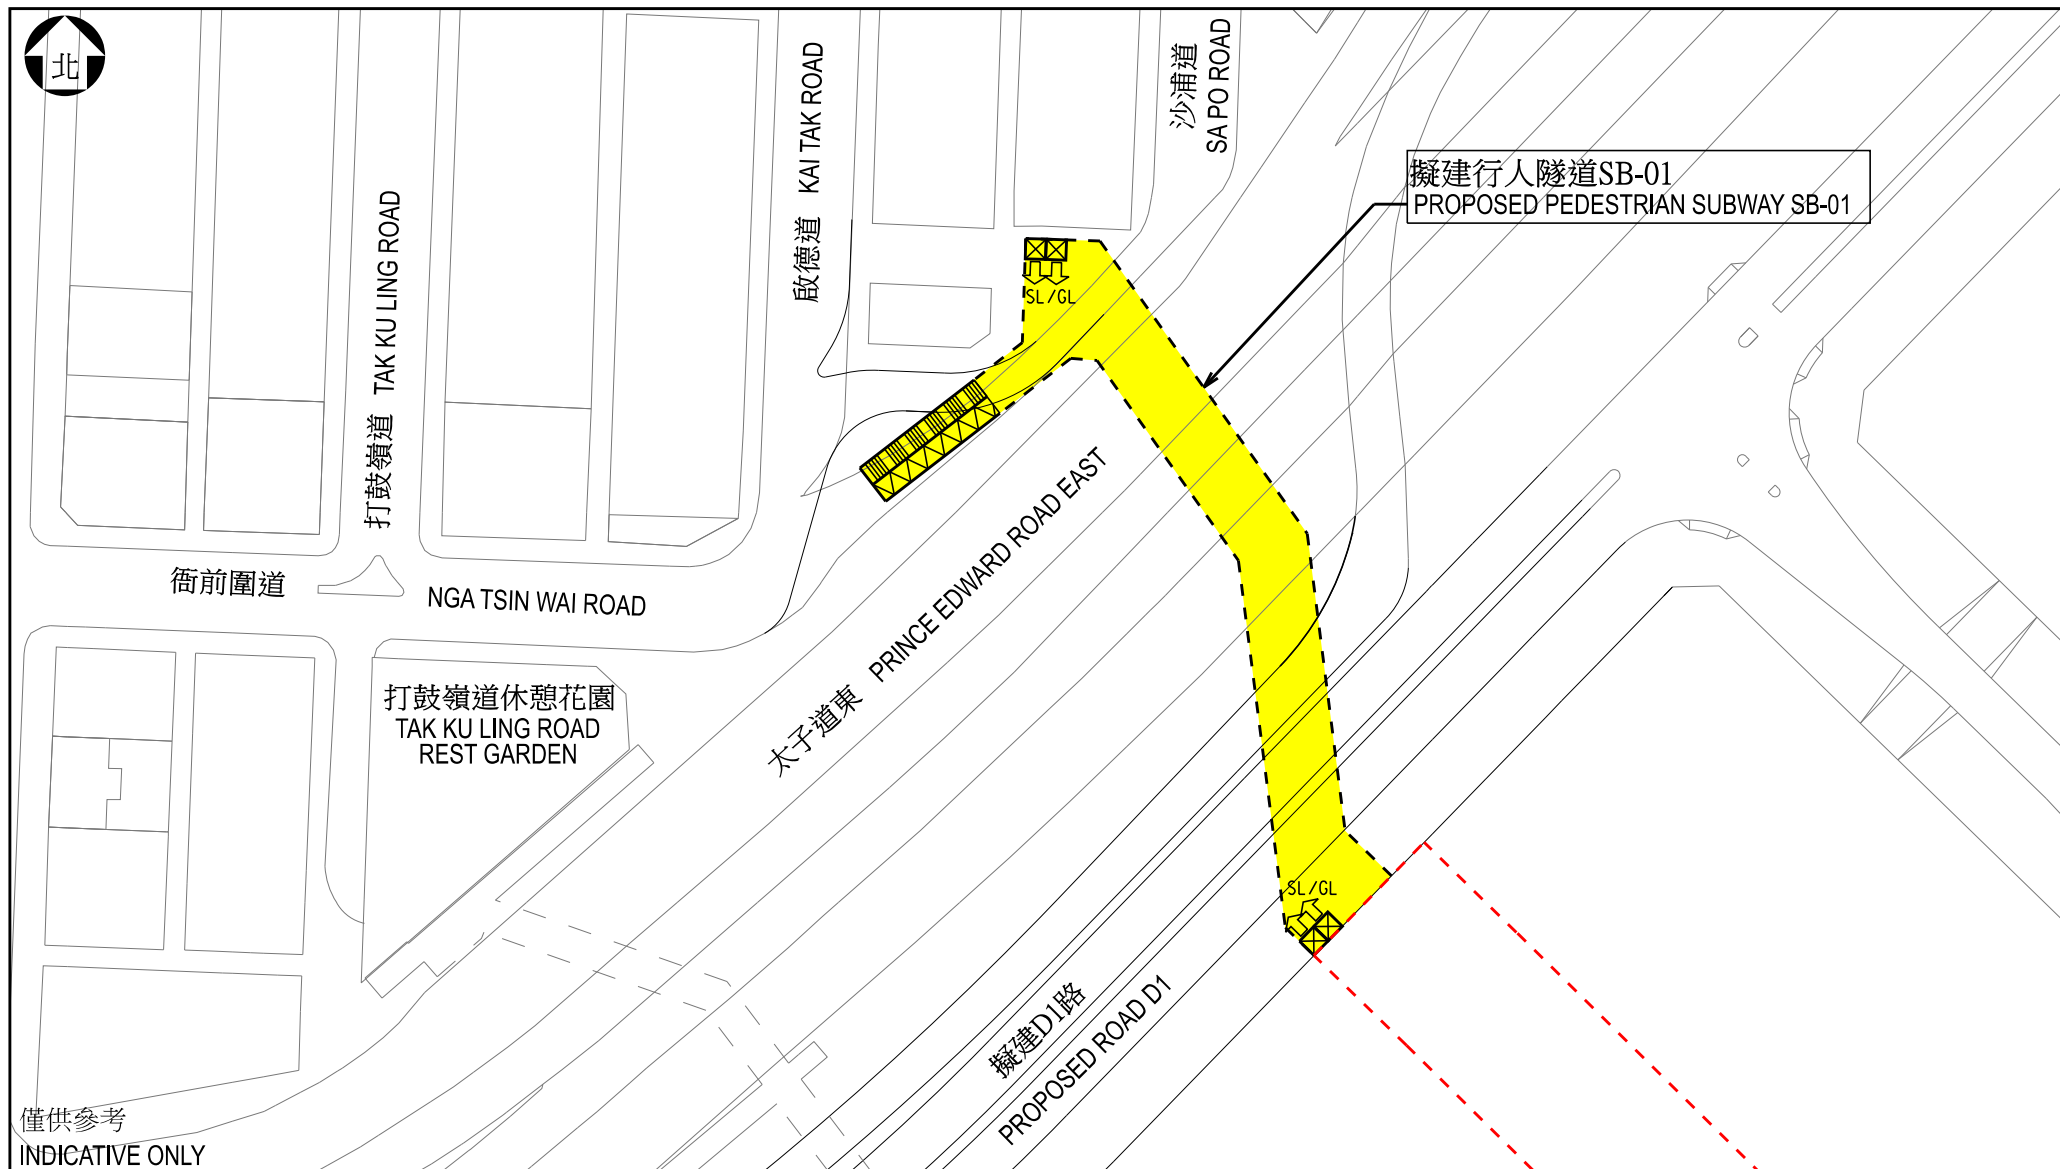 北
沙浦道
SA PO ROAD
啟德道 KAI TAK ROAD
打鼓嶺道 TAK KU LING ROAD
擬建行人隧道SB-01
PROPOSED PEDESTRIAN SUBWAY SB-01
SL/GL
衙前圍道
NGA TSIN WAI ROAD
太子道東 PRINCE EDWARD ROAD EAST
打鼓嶺道休憩花園
TAK KU LING ROAD
REST GARDEN
SL/GL
擬建D1路
PROPOSED ROAD D1
僅供參考
INDICATIVE ONLY